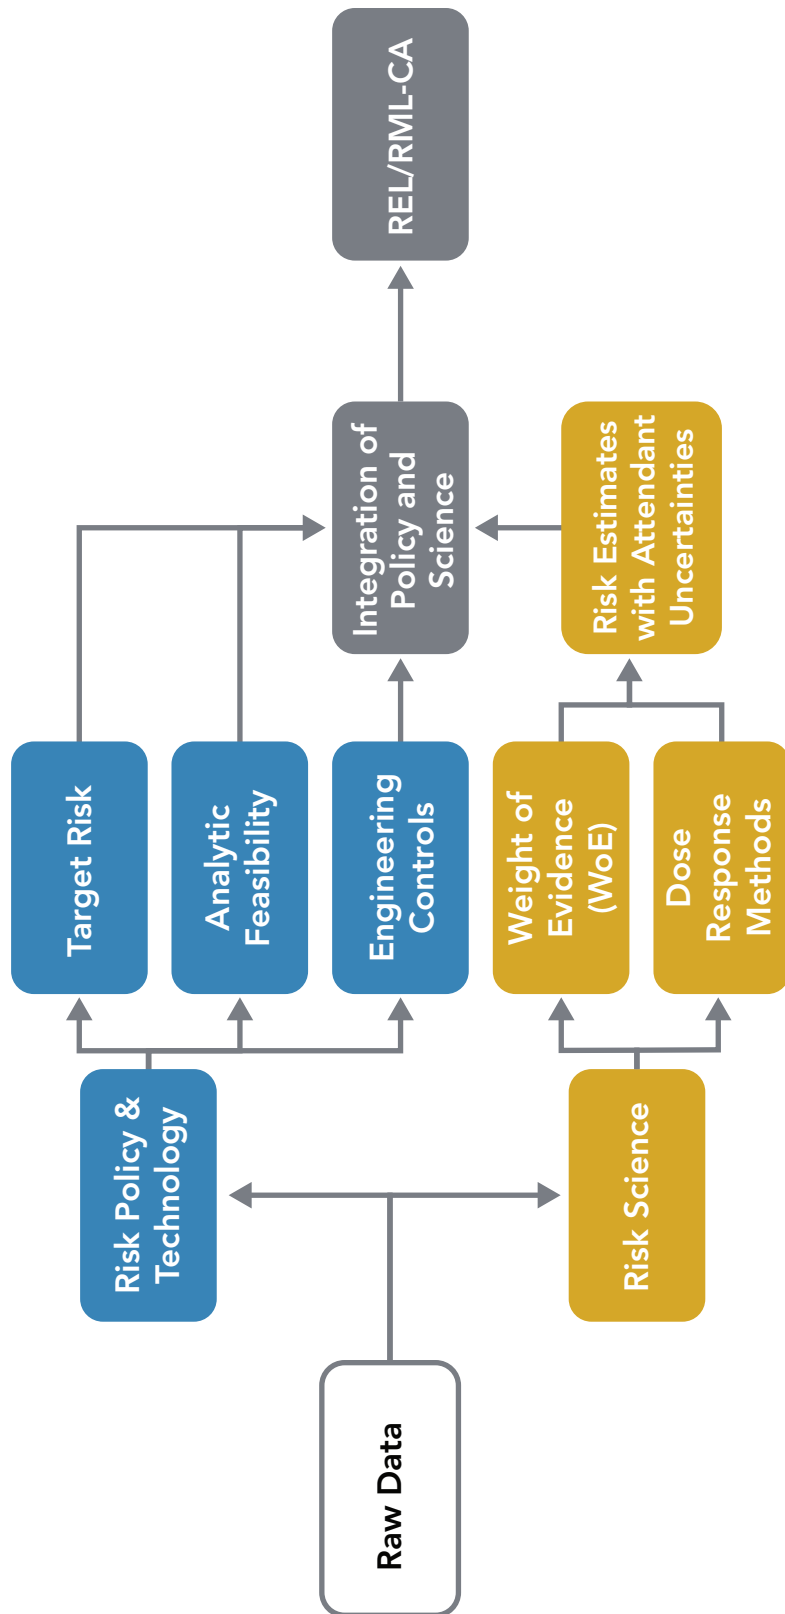 Raw Data
Risk Policy &
Technology
Risk Science
Target Risk
Analytic
Feasibility
Engineering
Controls
Weight of
Evidence
(WoE)
Dose
Response
Methods
Integration of
Policy and
Science
Risk Estimates
with Attendant
Uncertainties
REL/RML-CA